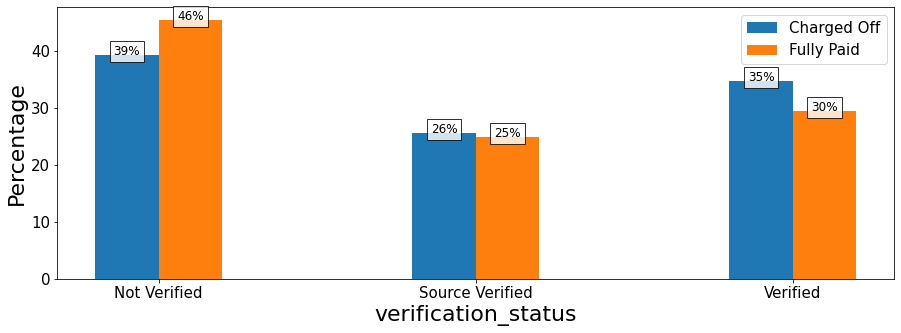 Percentage
40
30
20
10
0
39%
46%
26%
25%
35%
30%
Charged Off
Fully Paid
Not Verified
Source Verified
Verified
verification_status